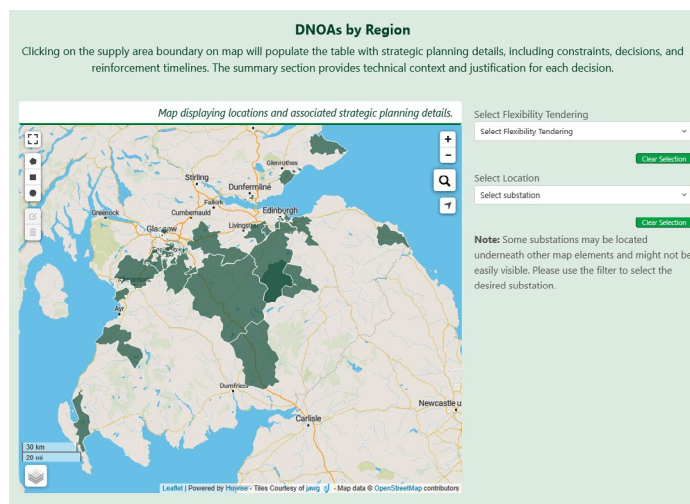 DNOAs by Region
Clicking on the supply area boundary on map will populate the table with strategic planning details, including constraints, decisions, and
reinforcement timelines. The summary section provides technical context and justification for each decision.
Map displaying locations and associated strategic planning details.
Select Flexibility Tendering
Select Flexibility Tendering
Clear Selection
Select Location
Select substation
Clear Selection
Note: Some substations may be located
underneath other map elements and might not be
easily visible. Please use the filter to select the
desired substation.
+
−
Glenrothes
Stirling
Dunfermline
Falkirk
Greenock
Cumbernauld
Edinburgh
Glasgow
Livingston
Ayr
Dumfries
Newcastle u
Carlisle
30 km
20 mi
Leaflet | Powered by Huwise - Tiles Courtesy of jawg - Map data © OpenStreetMap contributors